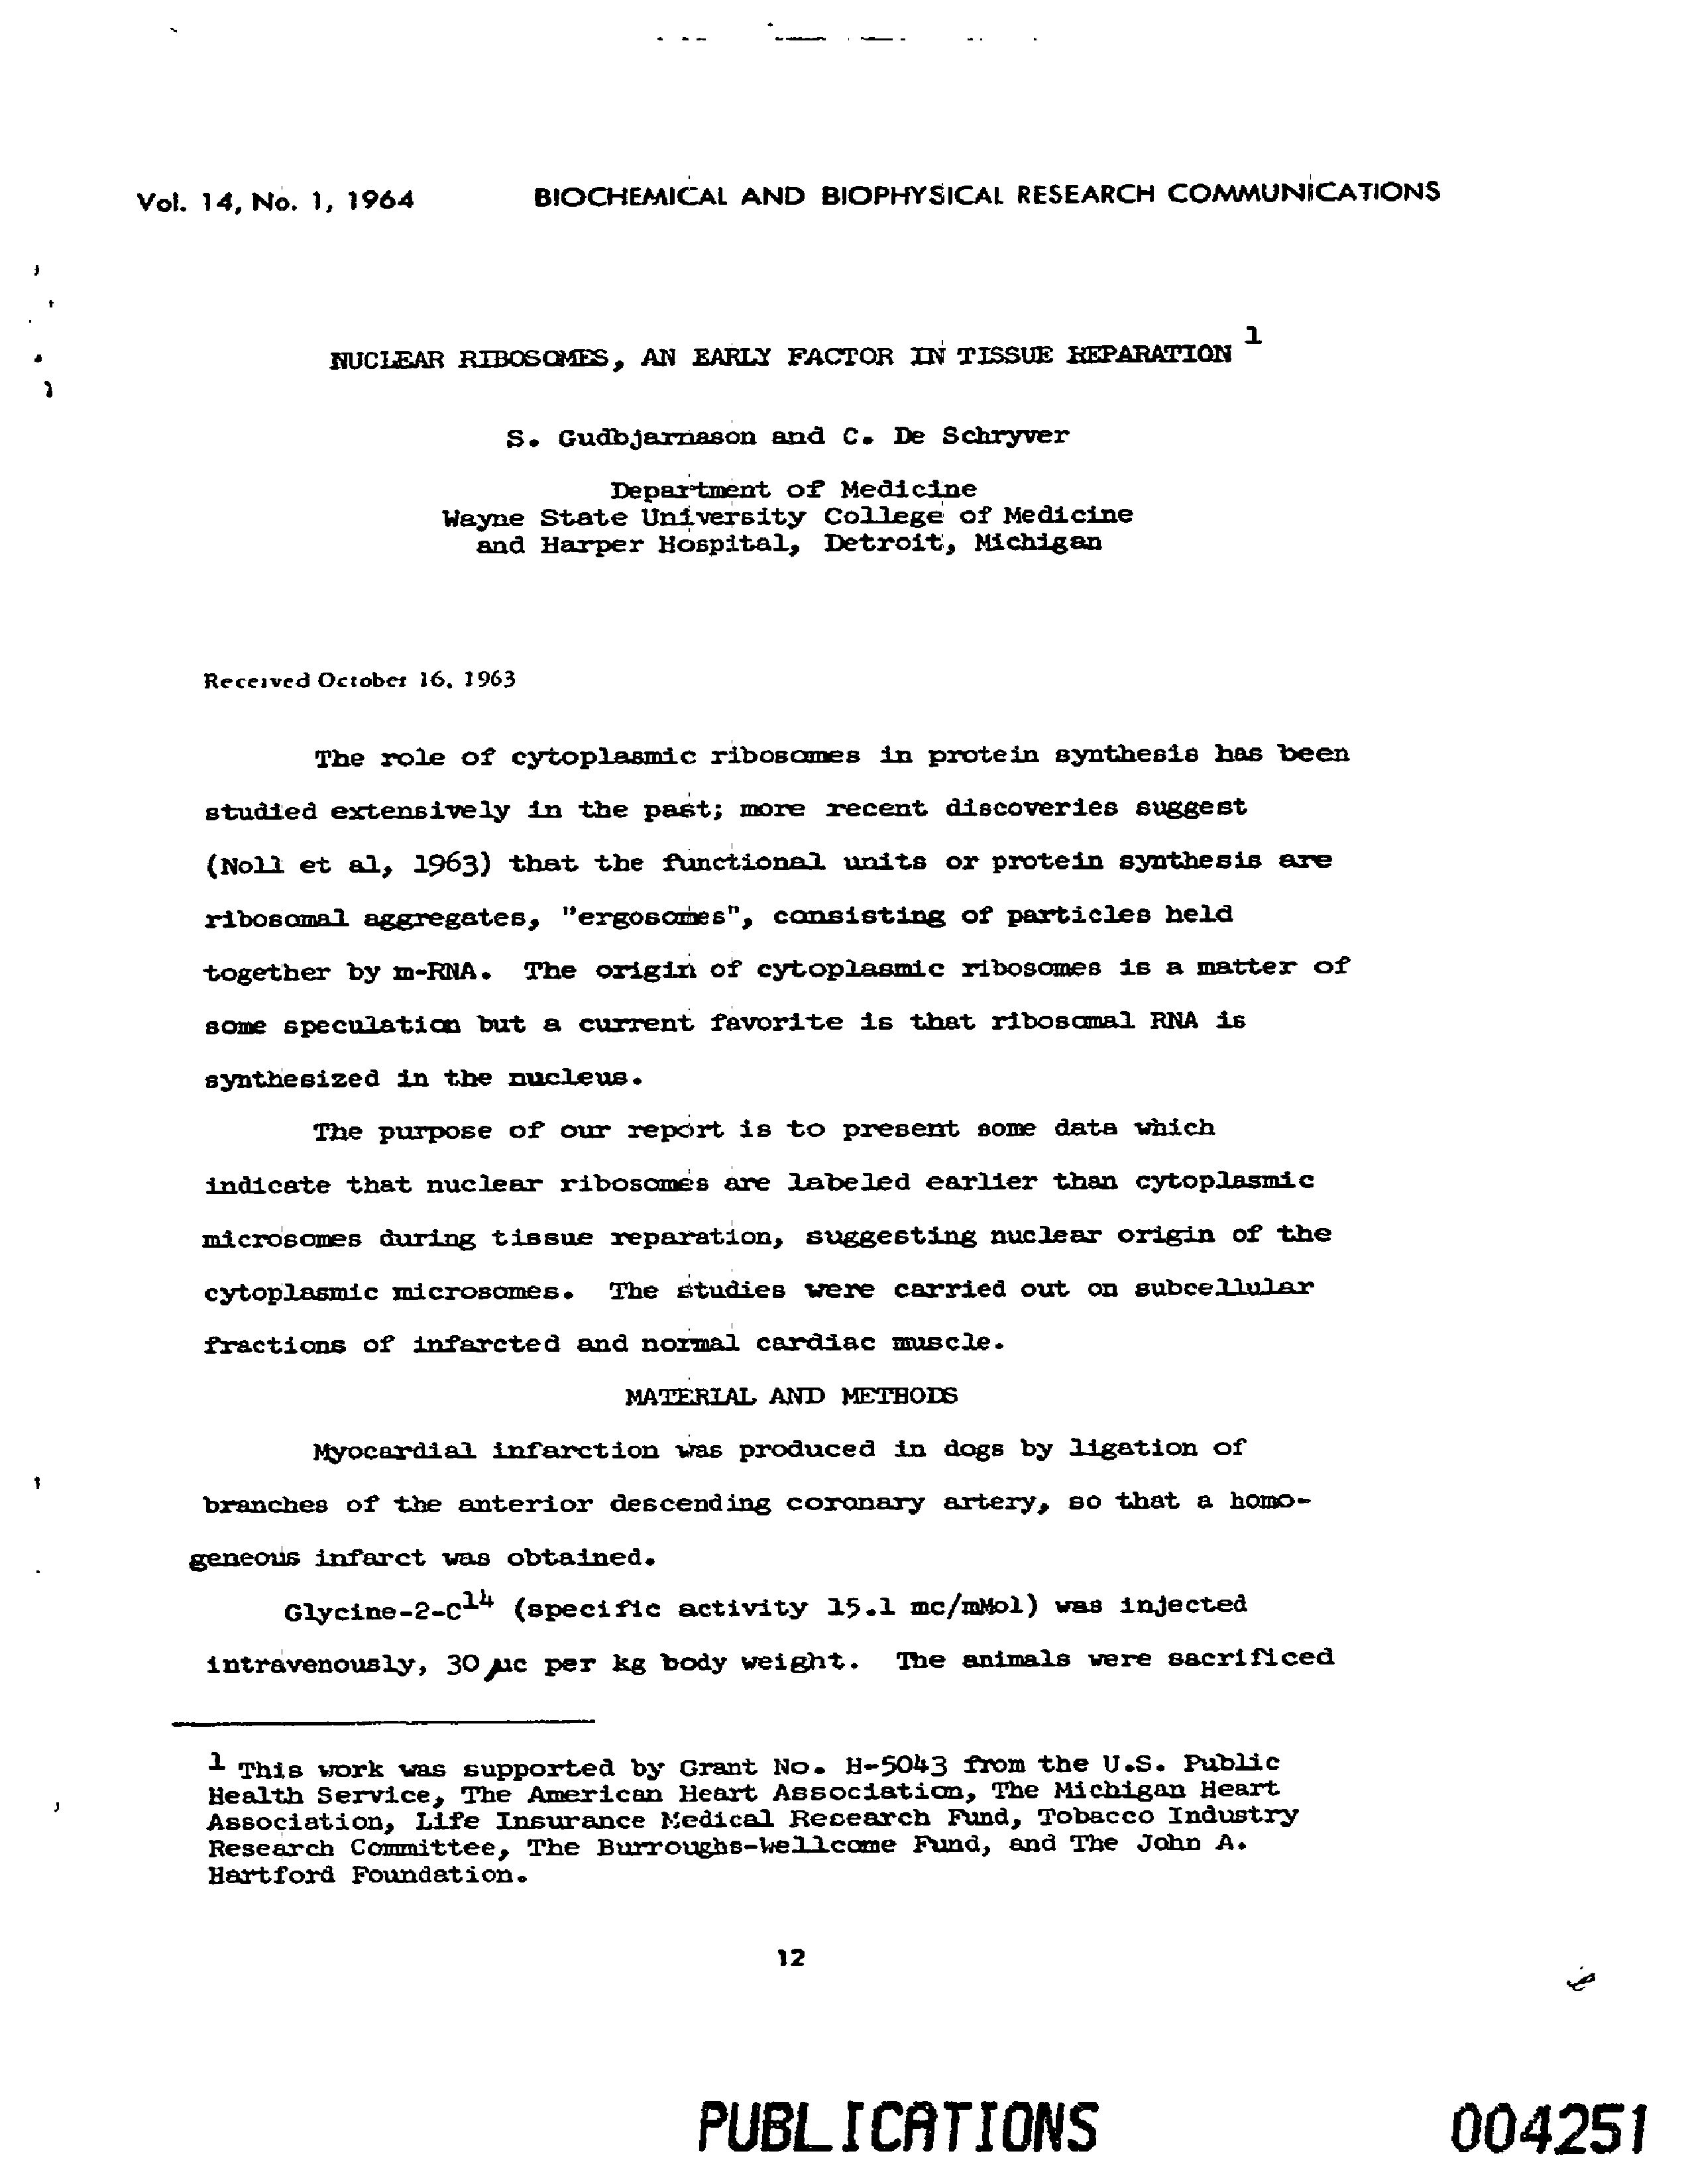 Vol. 14, No. 1, 1964 BIOCHEMICAL AND BIOPHYSICAL RESEARCH COMMUNICATIONS
NUCLEAR RIBOSOMES, AN EARLY FACTOR IN TISSUE REPARATION 1
S. Gudbjarnason and C. De Schryver
Department of Medicine
Wayne State University College of Medicine
and Harper Hospital, Detroit, Michigan
Received October 16, 1963
The role of cytoplasmic ribosomes in protein synthesis has been
studied extensively in the past; more recent discoveries suggest
(Noll et al, 1963) that the functional units or protein synthesis are
ribosomal aggregates, "ergosomes", consisting of particles held
together by m-RNA. The origin of cytoplasmic ribosomes is a matter of
some speculation but a current favorite is that ribosomal RNA is
synthesized in the nucleus.
The purpose of our report is to present some data which
indicate that nuclear ribosomes are labeled earlier than cytoplasmic
microsomes during tissue reparation, suggesting nuclear origin of the
cytoplasmic microsomes. The studies were carried out on subcellular
fractions of infarcted and normal cardiac muscle.
MATERIAL AND METHODS
Myocardial infarction was produced in dogs by ligation of
branches of the anterior descending coronary artery, so that a homo-
geneous infarct was obtained.
Glycine-2-C14 (specific activity 15.1 mc/mMol) was injected
intravenously, 30 µc per kg body weight. The animals were sacrificed
1 This work was supported by Grant No. H-5043 from the U.S. Public
Health Service, The American Heart Association, The Michigan Heart
Association, Life Insurance Medical Research Fund, Tobacco Industry
Research Committee, The Burroughs-Wellcome Fund, and The John A.
Hartford Foundation.
12
PUBLICATIONS 004251